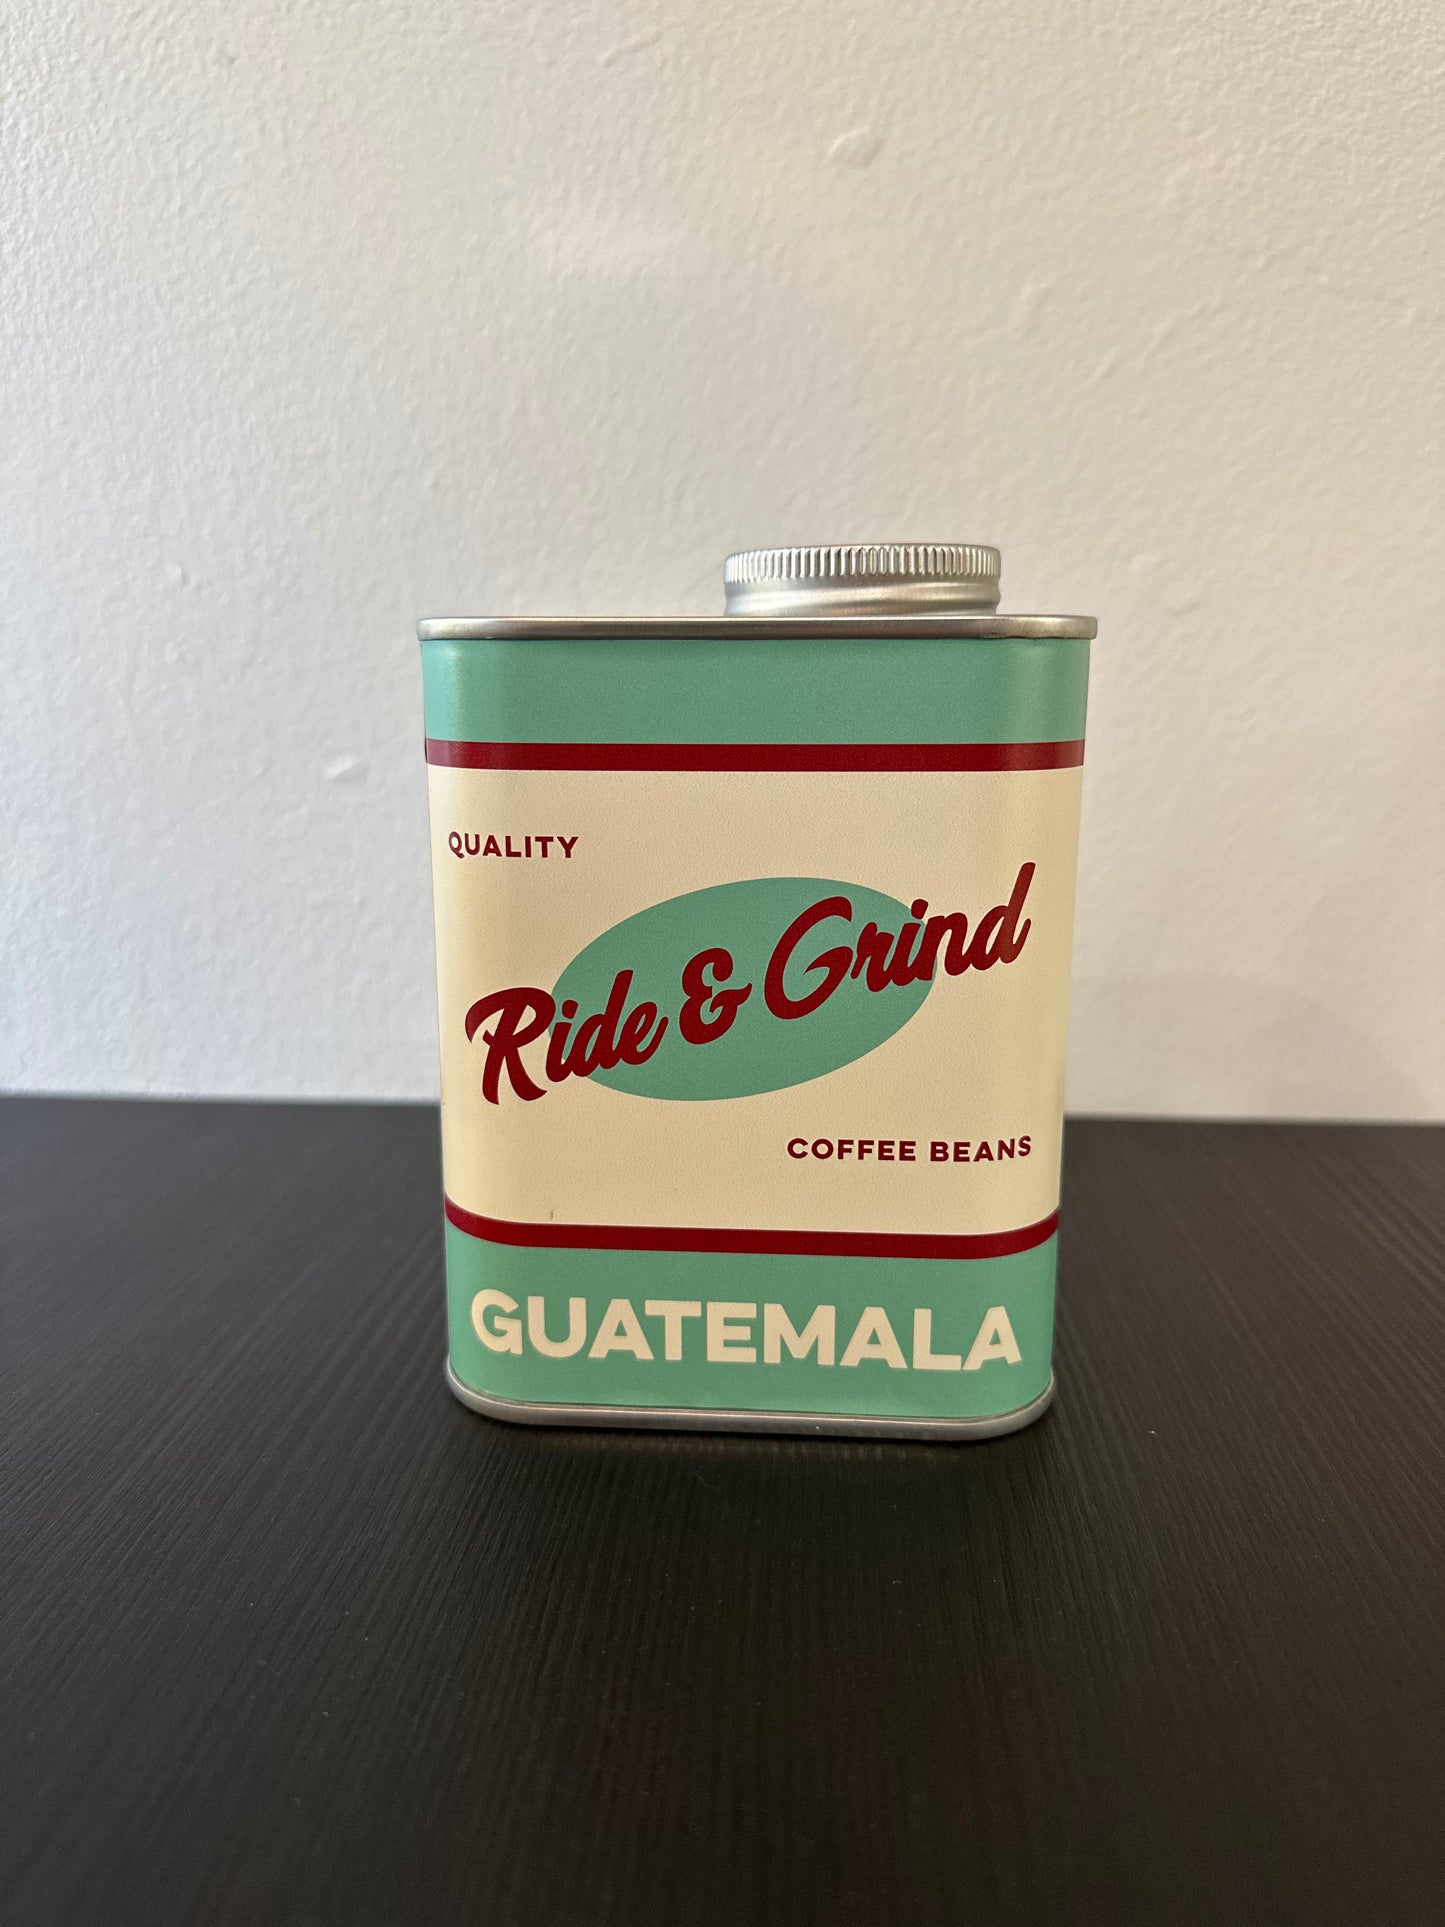 QUALITY
Ride & Grind
COFFEE BEANS
GUATEMALA